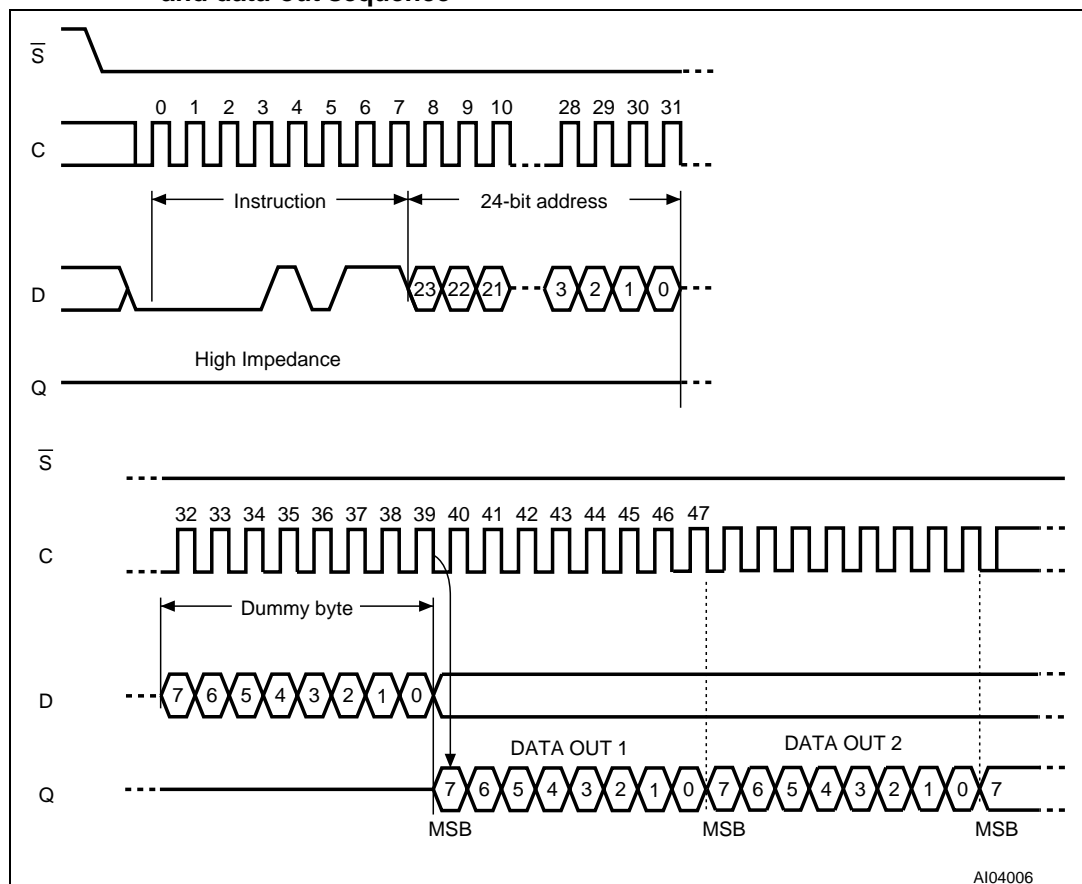 and data-out sequence
S
0 1 2 3 4 5 6 7 8 9 10 28 29 30 31
C
Instruction 24-bit address
D 23 22 21 3 2 1 0
High Impedance
Q
S
32 33 34 35 36 37 38 39 40 41 42 43 44 45 46 47
C
Dummy byte
D 7 6 5 4 3 2 1 0
DATA OUT 1 DATA OUT 2
Q 7 6 5 4 3 2 1 0 7 6 5 4 3 2 1 0 7
MSB MSB MSB
AI04006